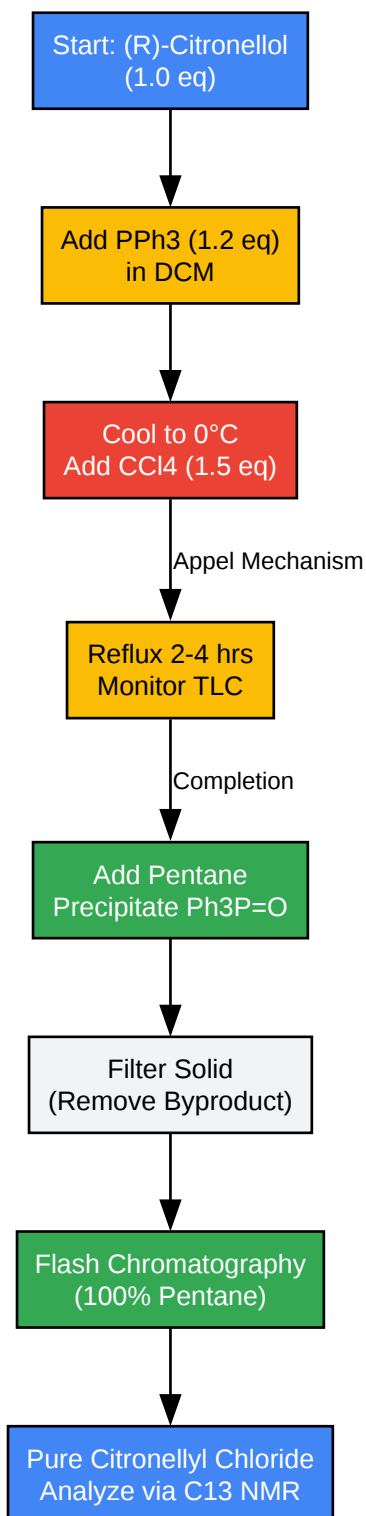 Start: (R)-Citronellol
(1.0 eq)
Add PPh3 (1.2 eq)
in DCM
Cool to 0°C
Add CCl4 (1.5 eq)
Appel Mechanism
Reflux 2-4 hrs
Monitor TLC
Completion
Add Pentane
Precipitate Ph3P=O
Filter Solid
(Remove Byproduct)
Flash Chromatography
(100% Pentane)
Pure Citronellyl Chloride
Analyze via C13 NMR